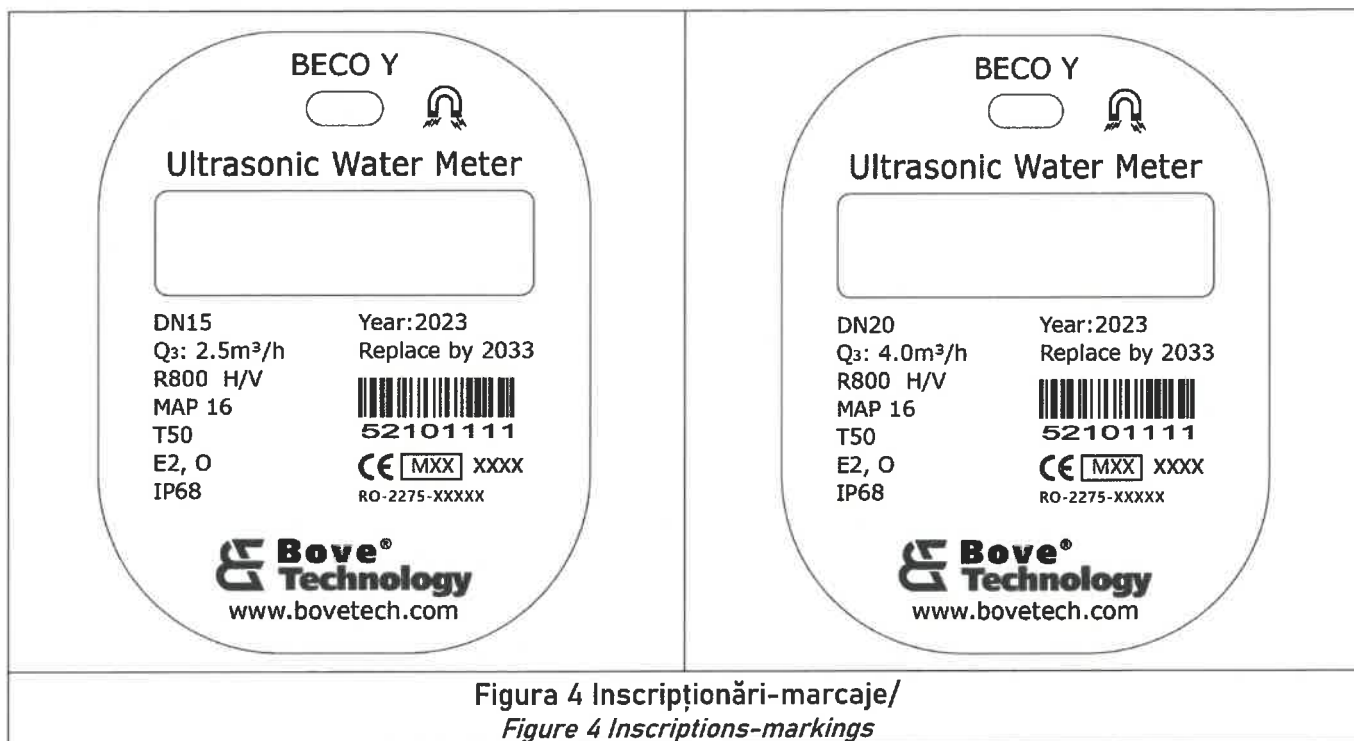 BECO Y
Ultrasonic Water Meter
DN15
Q₃: 2.5m³/h
R800 H/V
MAP 16
T50
E2, O
IP68
Year:2023
Replace by 2033
52101111
CE MXX XXXX
RO-2275-XXXXX
Bove®
Technology
www.bovetech.com
BECO Y
Ultrasonic Water Meter
DN20
Q₃: 4.0m³/h
R800 H/V
MAP 16
T50
E2, O
IP68
Year:2023
Replace by 2033
52101111
CE MXX XXXX
RO-2275-XXXXX
Bove®
Technology
www.bovetech.com
Figura 4 Inscripționări-marcaje/
Figure 4 Inscriptions-markings